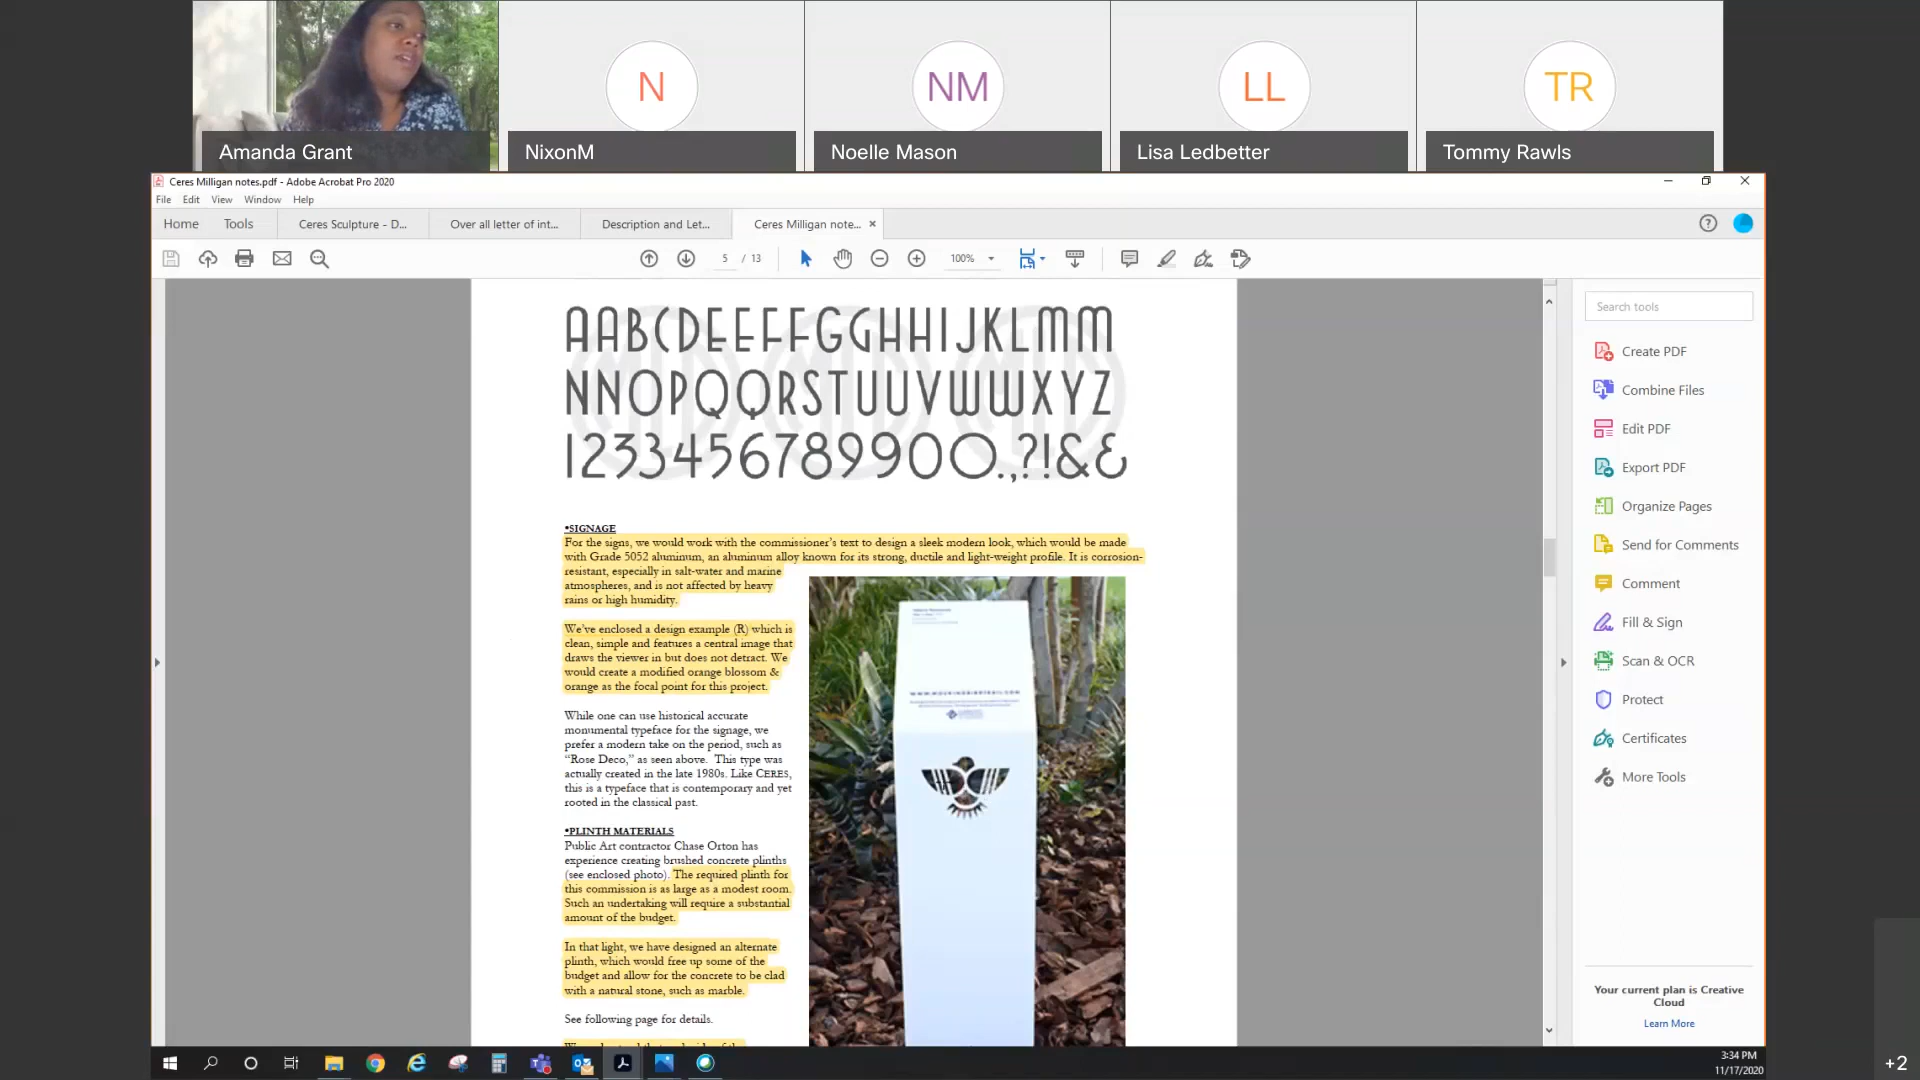 N
NM
LL
TR
Amanda Grant
NixonM
Noelle Mason
Lisa Ledbetter
Tommy Rawls
Ceres Milligan notes.pdf - Adobe Acrobat Pro 2020
File Edit View Window Help
Home Tools Ceres Sculpture - D... Over all letter of int... Description and Let... Ceres Milligan note... ×
5 / 13 100%
AABCDEEFFGGHHIJKLMM
NNOPQQRSTUUVWWXYZ
1233456789900.,?!&&
•SIGNAGE
For the signs, we would work with the commissioner's text to design a sleek modern look, which would be made
with Grade 5052 aluminum, an aluminum alloy known for its strong, ductile and light-weight profile. It is corrosion-
resistant, especially in salt-water and marine
atmospheres, and is not affected by heavy
rains or high humidity.
We've enclosed a design example (R) which is
clean, simple and features a central image that
draws the viewer in but does not detract. We
would create a modified orange blossom &
orange as the focal point for this project.
While one can use historical accurate
monumental typeface for the signage, we
prefer a modern take on the period, such as
“Rose Deco,” as seen above. This type was
actually created in the late 1980s. Like CERES,
this is a typeface that is contemporary and yet
rooted in the classical past.
•PLINTH MATERIALS
Public Art contractor Chase Orton has
experience creating brushed concrete plinths
(see enclosed photo). The required plinth for
this commission is as large as a modest room.
Such an undertaking will require a substantial
amount of the budget.
In that light, we have designed an alternate
plinth, which would free up some of the
budget and allow for the concrete to be clad
with a natural stone, such as marble.
See following page for details.
Search tools
Create PDF
Combine Files
Edit PDF
Export PDF
Organize Pages
Send for Comments
Comment
Fill & Sign
Scan & OCR
Protect
Certificates
More Tools
Your current plan is Creative
Cloud
Learn More
3:34 PM
11/17/2020
+2